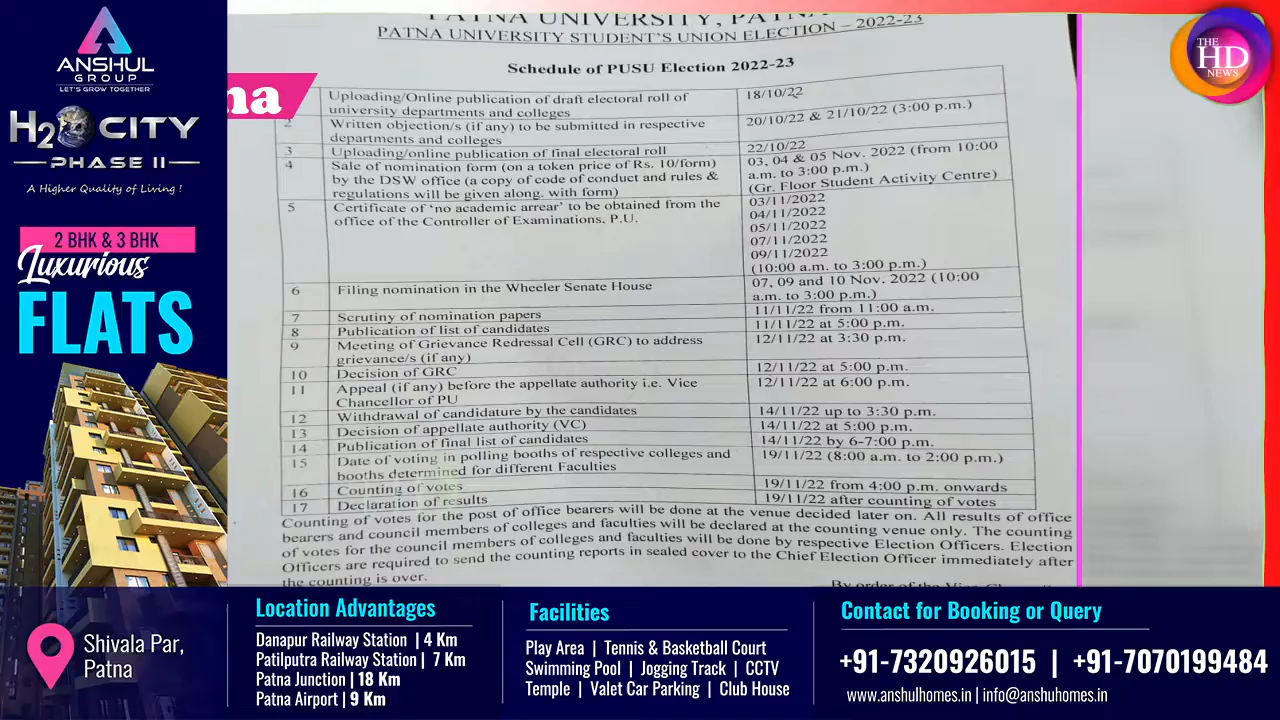 ANSHUL
GROUP
LET'S GROW TOGETHER
H2O CITY
PHASE II
A Higher Quality of Living !
2 BHK & 3 BHK
Luxurious
FLATS
na
THE
HD
NEWS
PATNA UNIVERSITY, PATNA
PATNA UNIVERSITY STUDENT'S UNION ELECTION – 2022-23
Schedule of PUSU Election 2022-23
Uploading/Online publication of draft electoral roll of university departments and colleges 18/10/22
2 Written objection/s (if any) to be submitted in respective departments and colleges 20/10/22 & 21/10/22 (3:00 p.m.)
3 Uploading/online publication of final electoral roll 22/10/22
4 Sale of nomination form (on a token price of Rs. 10/form) 03, 04 & 05 Nov. 2022 (from 10:00
by the DSW office (a copy of code of conduct and rules & a.m. to 3:00 p.m.)
regulations will be given along. with form) (Gr. Floor Student Activity Centre)
5 Certificate of 'no academic arrear' to be obtained from the 03/11/2022
office of the Controller of Examinations, P.U. 04/11/2022
05/11/2022
07/11/2022
09/11/2022
(10:00 a.m. to 3:00 p.m.)
6 Filing nomination in the Wheeler Senate House 07, 09 and 10 Nov. 2022 (10:00
a.m. to 3:00 p.m.)
7 Scrutiny of nomination papers 11/11/22 from 11:00 a.m.
8 Publication of list of candidates 11/11/22 at 5:00 p.m.
9 Meeting of Grievance Redressal Cell (GRC) to address 12/11/22 at 3:30 p.m.
grievance/s (if any)
10 Decision of GRC 12/11/22 at 5:00 p.m.
11 Appeal (if any) before the appellate authority i.e. Vice 12/11/22 at 6:00 p.m.
Chancellor of PU
12 Withdrawal of candidature by the candidates 14/11/22 up to 3:30 p.m.
13 Decision of appellate authority (VC) 14/11/22 at 5:00 p.m.
14 Publication of final list of candidates 14/11/22 by 6-7:00 p.m.
15 Date of voting in polling booths of respective colleges and 19/11/22 (8:00 a.m. to 2:00 p.m.)
booths determined for different Faculties
16 Counting of votes 19/11/22 from 4:00 p.m. onwards
17 Declaration of results 19/11/22 after counting of votes
Counting of votes for the post of office bearers will be done at the venue decided later on. All results of office
bearers and council members of colleges and faculties will be declared at the counting venue only. The counting
of votes for the council members of colleges and faculties will be done by respective Election Officers. Election
Officers are required to send the counting reports in sealed cover to the Chief Election Officer immediately after
the counting is over.
By order of the
Shivala Par,
Patna
Location Advantages
Danapur Railway Station | 4 Km
Patilputra Railway Station | 7 Km
Patna Junction | 18 Km
Patna Airport | 9 Km
Facilities
Play Area | Tennis & Basketball Court
Swimming Pool | Jogging Track | CCTV
Temple | Valet Car Parking | Club House
Contact for Booking or Query
+91-7320926015 | +91-7070199484
www.anshulhomes.in | info@anshuhomes.in